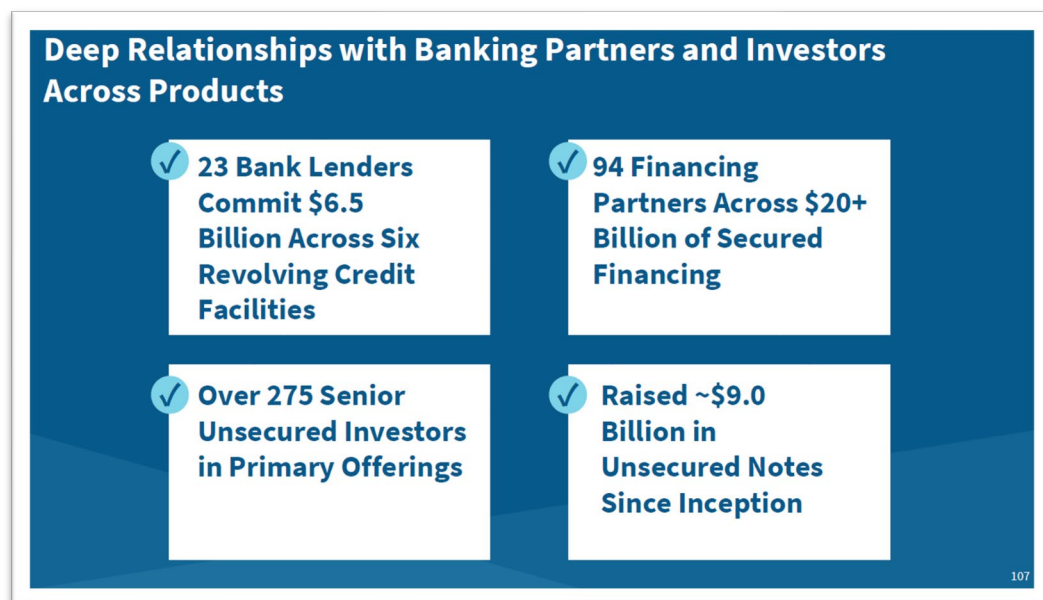 Deep Relationships with Banking Partners and Investors
Across Products
23 Bank Lenders
Commit $6.5
Billion Across Six
Revolving Credit
Facilities
94 Financing
Partners Across $20+
Billion of Secured
Financing
Over 275 Senior
Unsecured Investors
in Primary Offerings
Raised ~$9.0
Billion in
Unsecured Notes
Since Inception
107